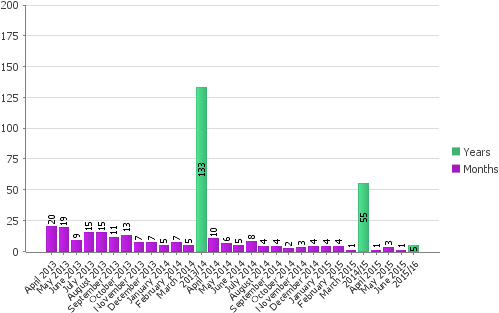 200
175
150
125
100
75
50
25
0
20
19
9
15
15
11
13
7
7
5
7
5
133
10
6
5
8
4
4
2
3
4
4
4
1
55
1
3
1
5
April 2013
May 2013
June 2013
July 2013
August 2013
September 2013
October 2013
November 2013
December 2013
January 2014
February 2014
March 2014
2013/14
April 2014
May 2014
June 2014
July 2014
August 2014
September 2014
October 2014
November 2014
December 2014
January 2015
February 2015
March 2015
2014/15
April 2015
May 2015
June 2015
2015/16
Years
Months